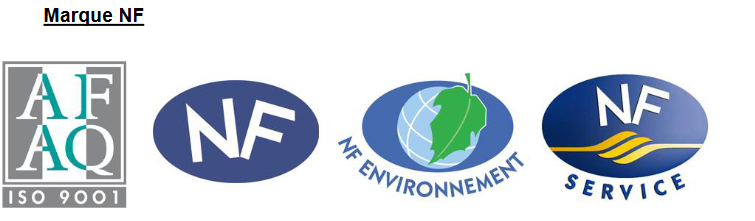 Marque NF
AF
AQ
ISO 9001
NF
NF ENVIRONNEMENT
NF
SERVICE